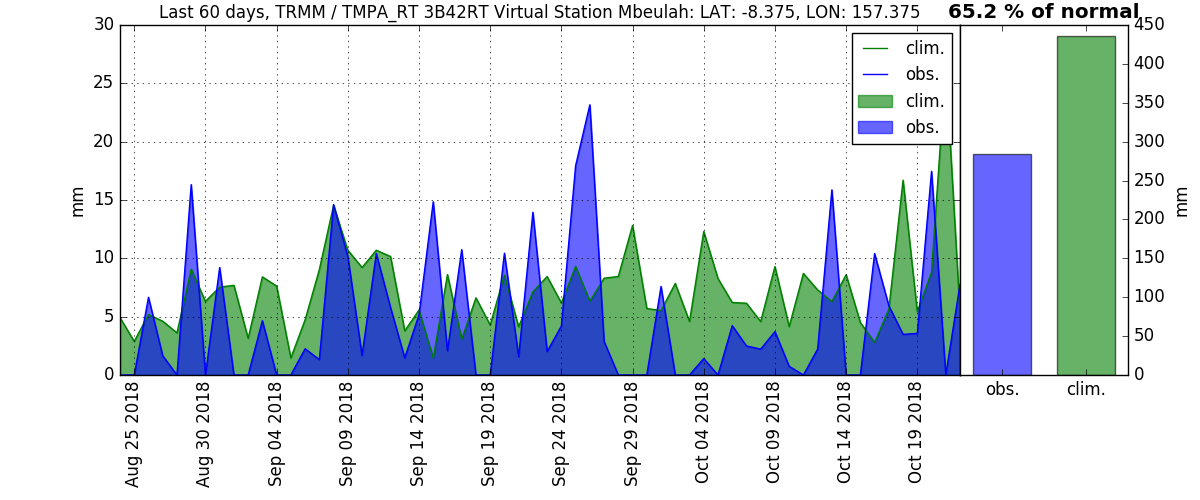 Last 60 days, TRMM / TMPA_RT 3B42RT Virtual Station Mbeulah: LAT: -8.375, LON: 157.375
65.2 % of normal
30
25
20
15
10
5
0
mm
clim.
obs.
clim.
obs.
Aug 25 2018
Aug 30 2018
Sep 04 2018
Sep 09 2018
Sep 14 2018
Sep 19 2018
Sep 24 2018
Sep 29 2018
Oct 04 2018
Oct 09 2018
Oct 14 2018
Oct 19 2018
450
400
350
300
250
200
150
100
50
0
mm
obs.
clim.